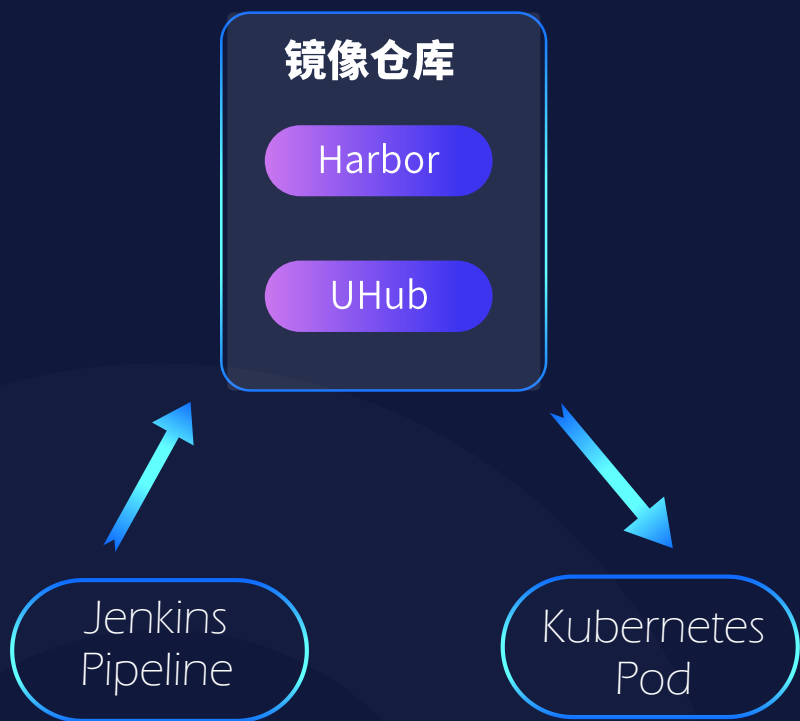 镜像仓库
Harbor
UHub
Jenkins
Pipeline
Kubernetes
Pod